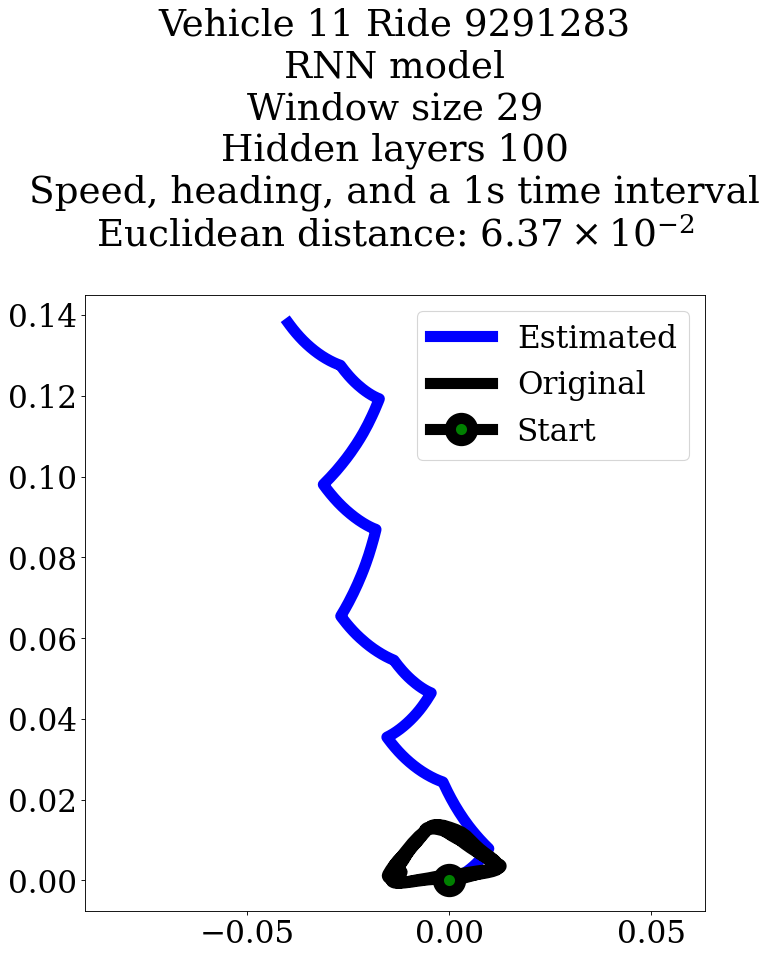 Vehicle 11 Ride 9291283
RNN model
Window size 29
Hidden layers 100
Speed, heading, and a 1s time interval
Euclidean distance: 6.37 × 10⁻²
Estimated
Original
Start
0.14
0.12
0.10
0.08
0.06
0.04
0.02
0.00
−0.05 0.00 0.05